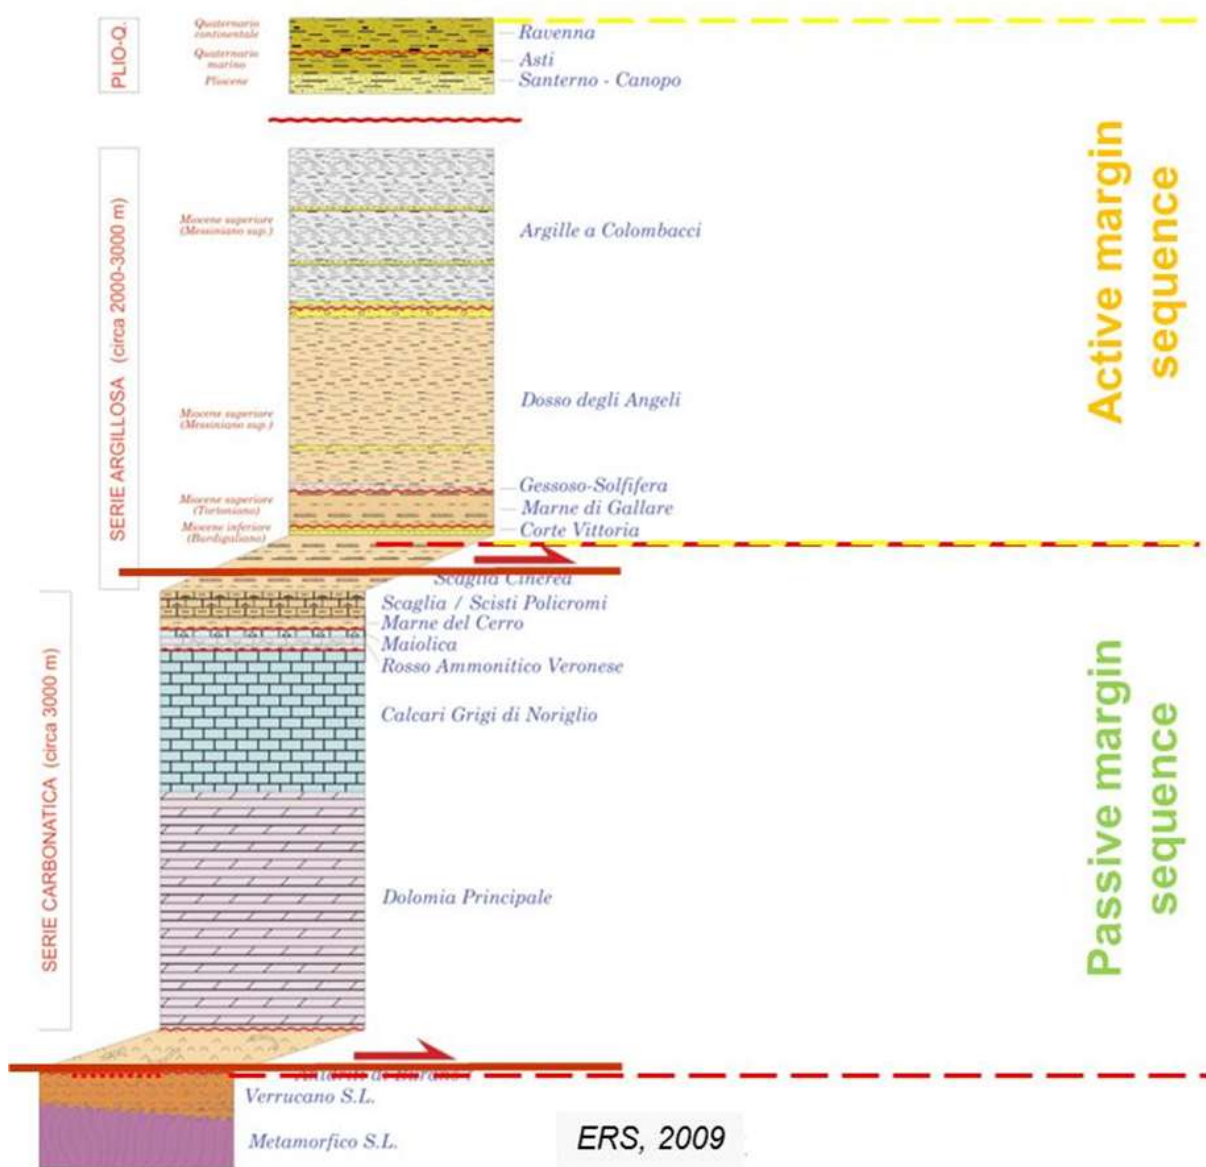 PLIO-Q.
Quaternario
continentale
Quaternario
marino
Pliocene
Ravenna
Asti
Santerno - Canopo
SERIE ARGILLOSA (circa 2000-3000 m)
Miocene superiore
(Messiniano sup.)
Argille a Colombacci
Miocene superiore
(Messiniano sup.)
Dosso degli Angeli
Miocene superiore
(Tortoniano)
Miocene inferiore
(Burdigaliano)
Gessoso-Solfifera
Marne di Gallare
Corte Vittoria
Active margin
sequence
SERIE CARBONATICA (circa 3000 m)
Scaglia Cinerea
Scaglia / Scisti Policromi
Marne del Cerro
Maiolica
Rosso Ammonitico Veronese
Calcari Grigi di Noriglio
Dolomia Principale
Passive margin
sequence
Verrucano S.L.
Metamorfico S.L.
ERS, 2009